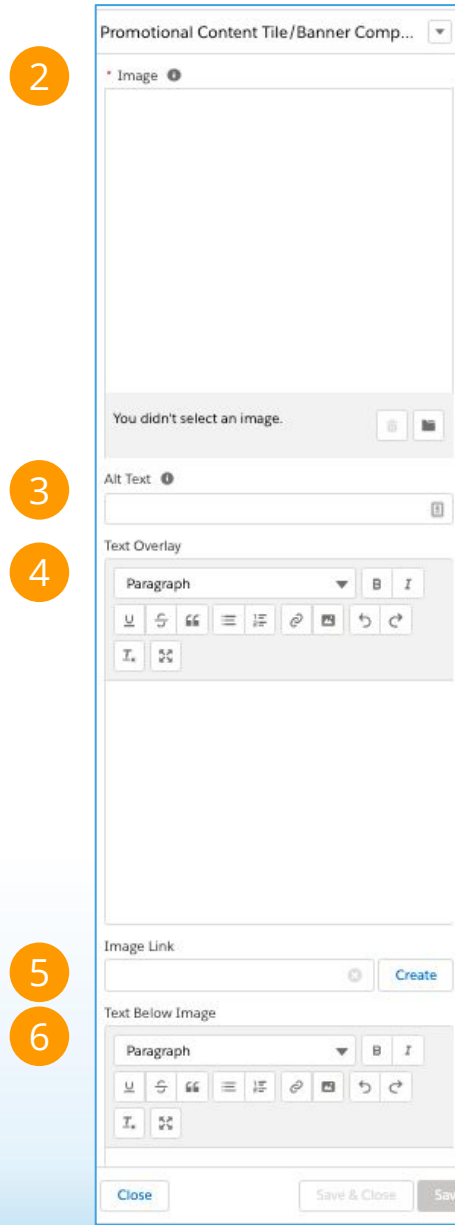 Promotional Content Tile/Banner Comp...
2
* Image
You didn't select an image.
3
Alt Text
4
Text Overlay
Paragraph B I
U S
T
5
Image Link
Create
6
Text Below Image
Paragraph B I
U S
T
Close Save & Close Sav